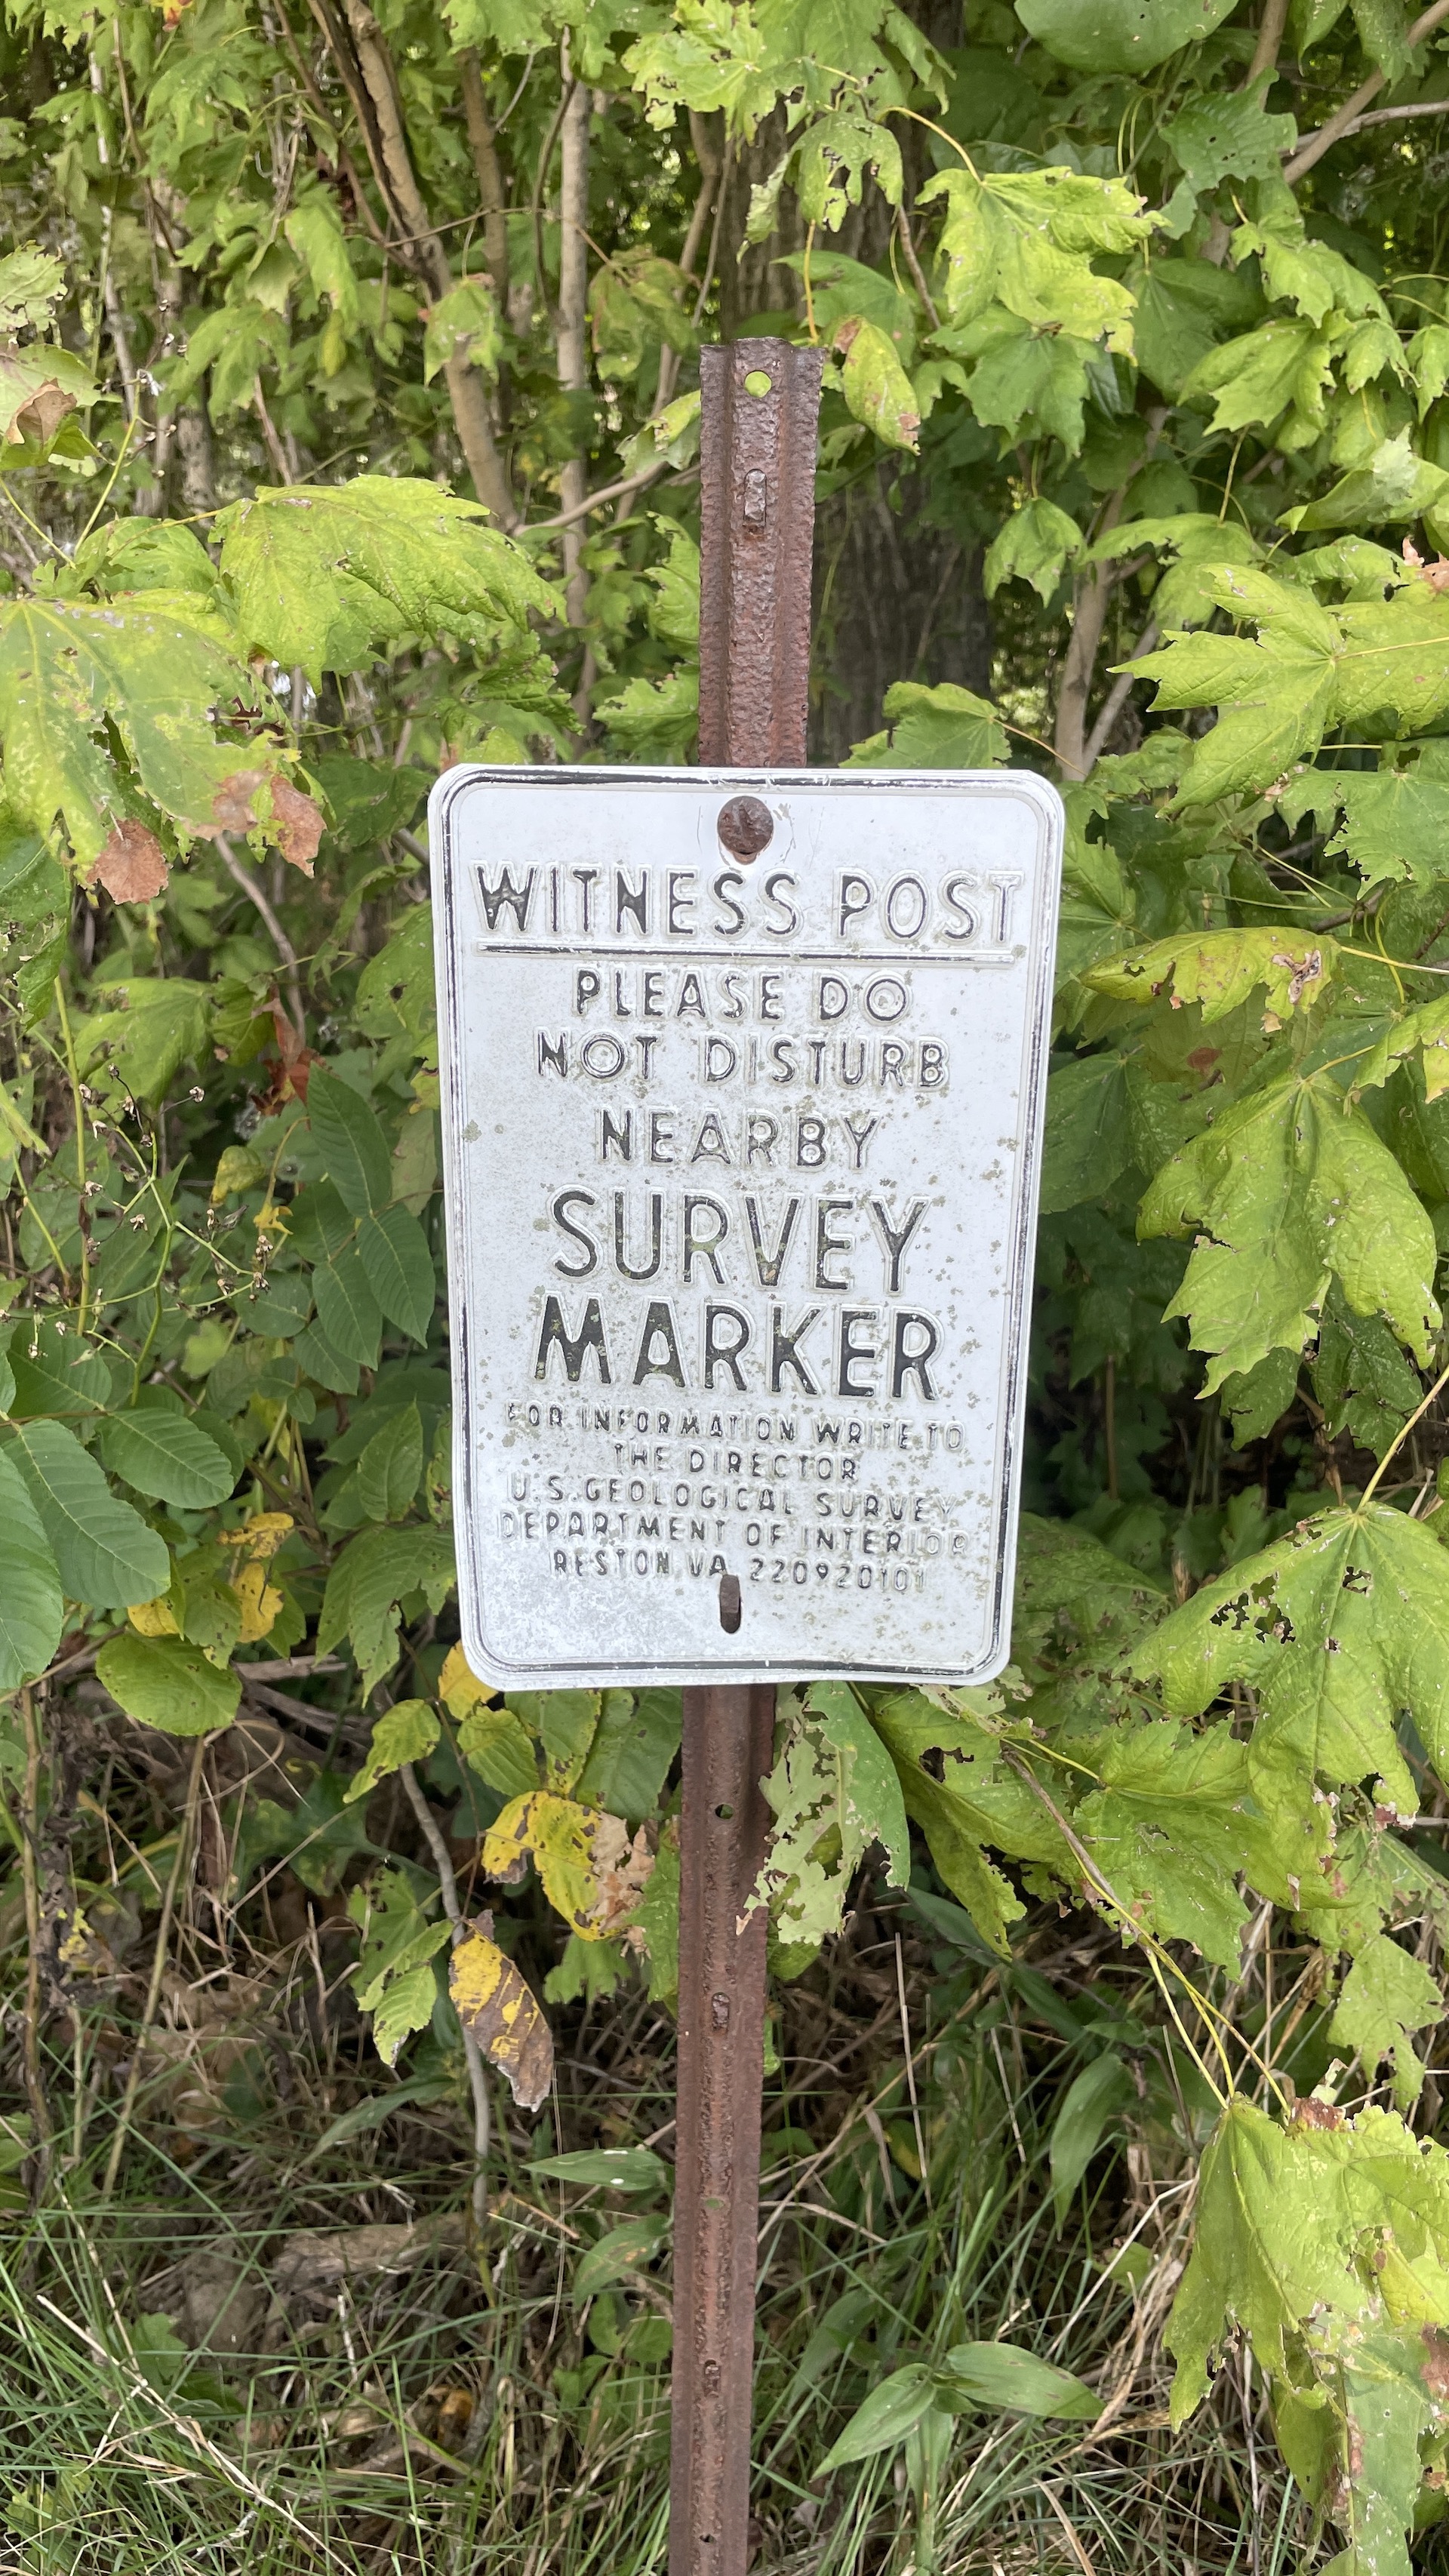 WITNESS POST
PLEASE DO
NOT DISTURB
NEARBY
SURVEY
MARKER
FOR INFORMATION WRITE TO
THE DIRECTOR
U.S. GEOLOGICAL SURVEY
DEPARTMENT OF INTERIOR
RESTON VA 220920101